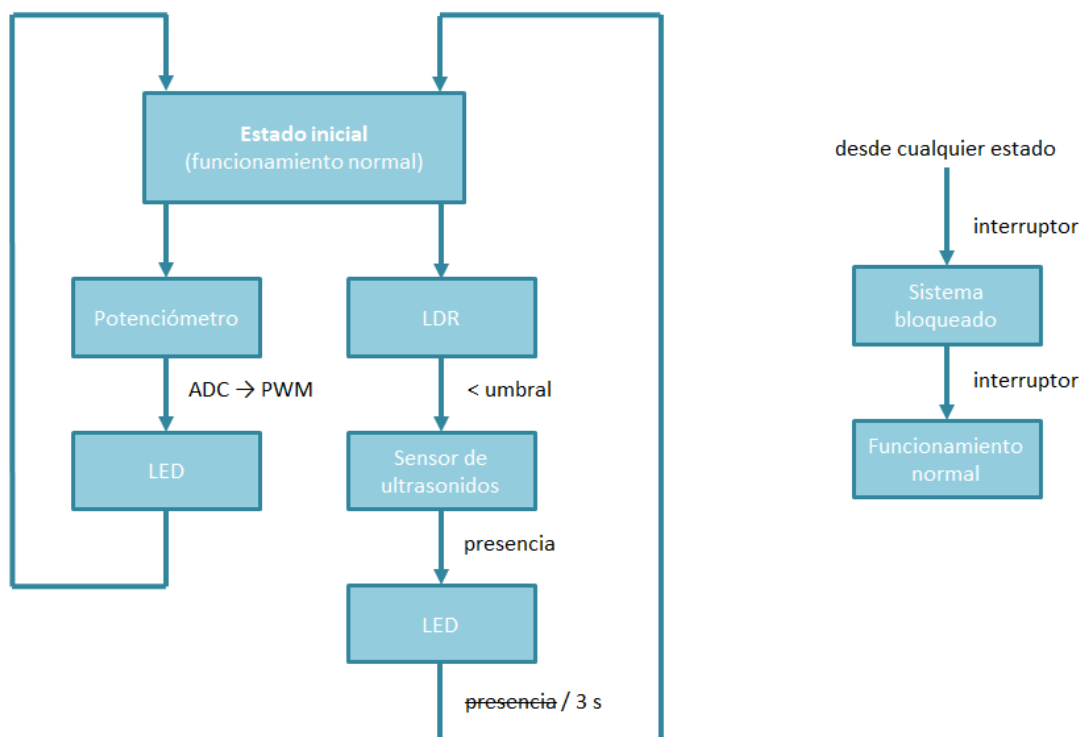 Estado inicial
(funcionamiento normal)
Potenciómetro
ADC → PWM
LED
LDR
< umbral
Sensor de
ultrasonidos
presencia
LED
presencia / 3 s
desde cualquier estado
interruptor
Sistema
bloqueado
interruptor
Funcionamiento
normal